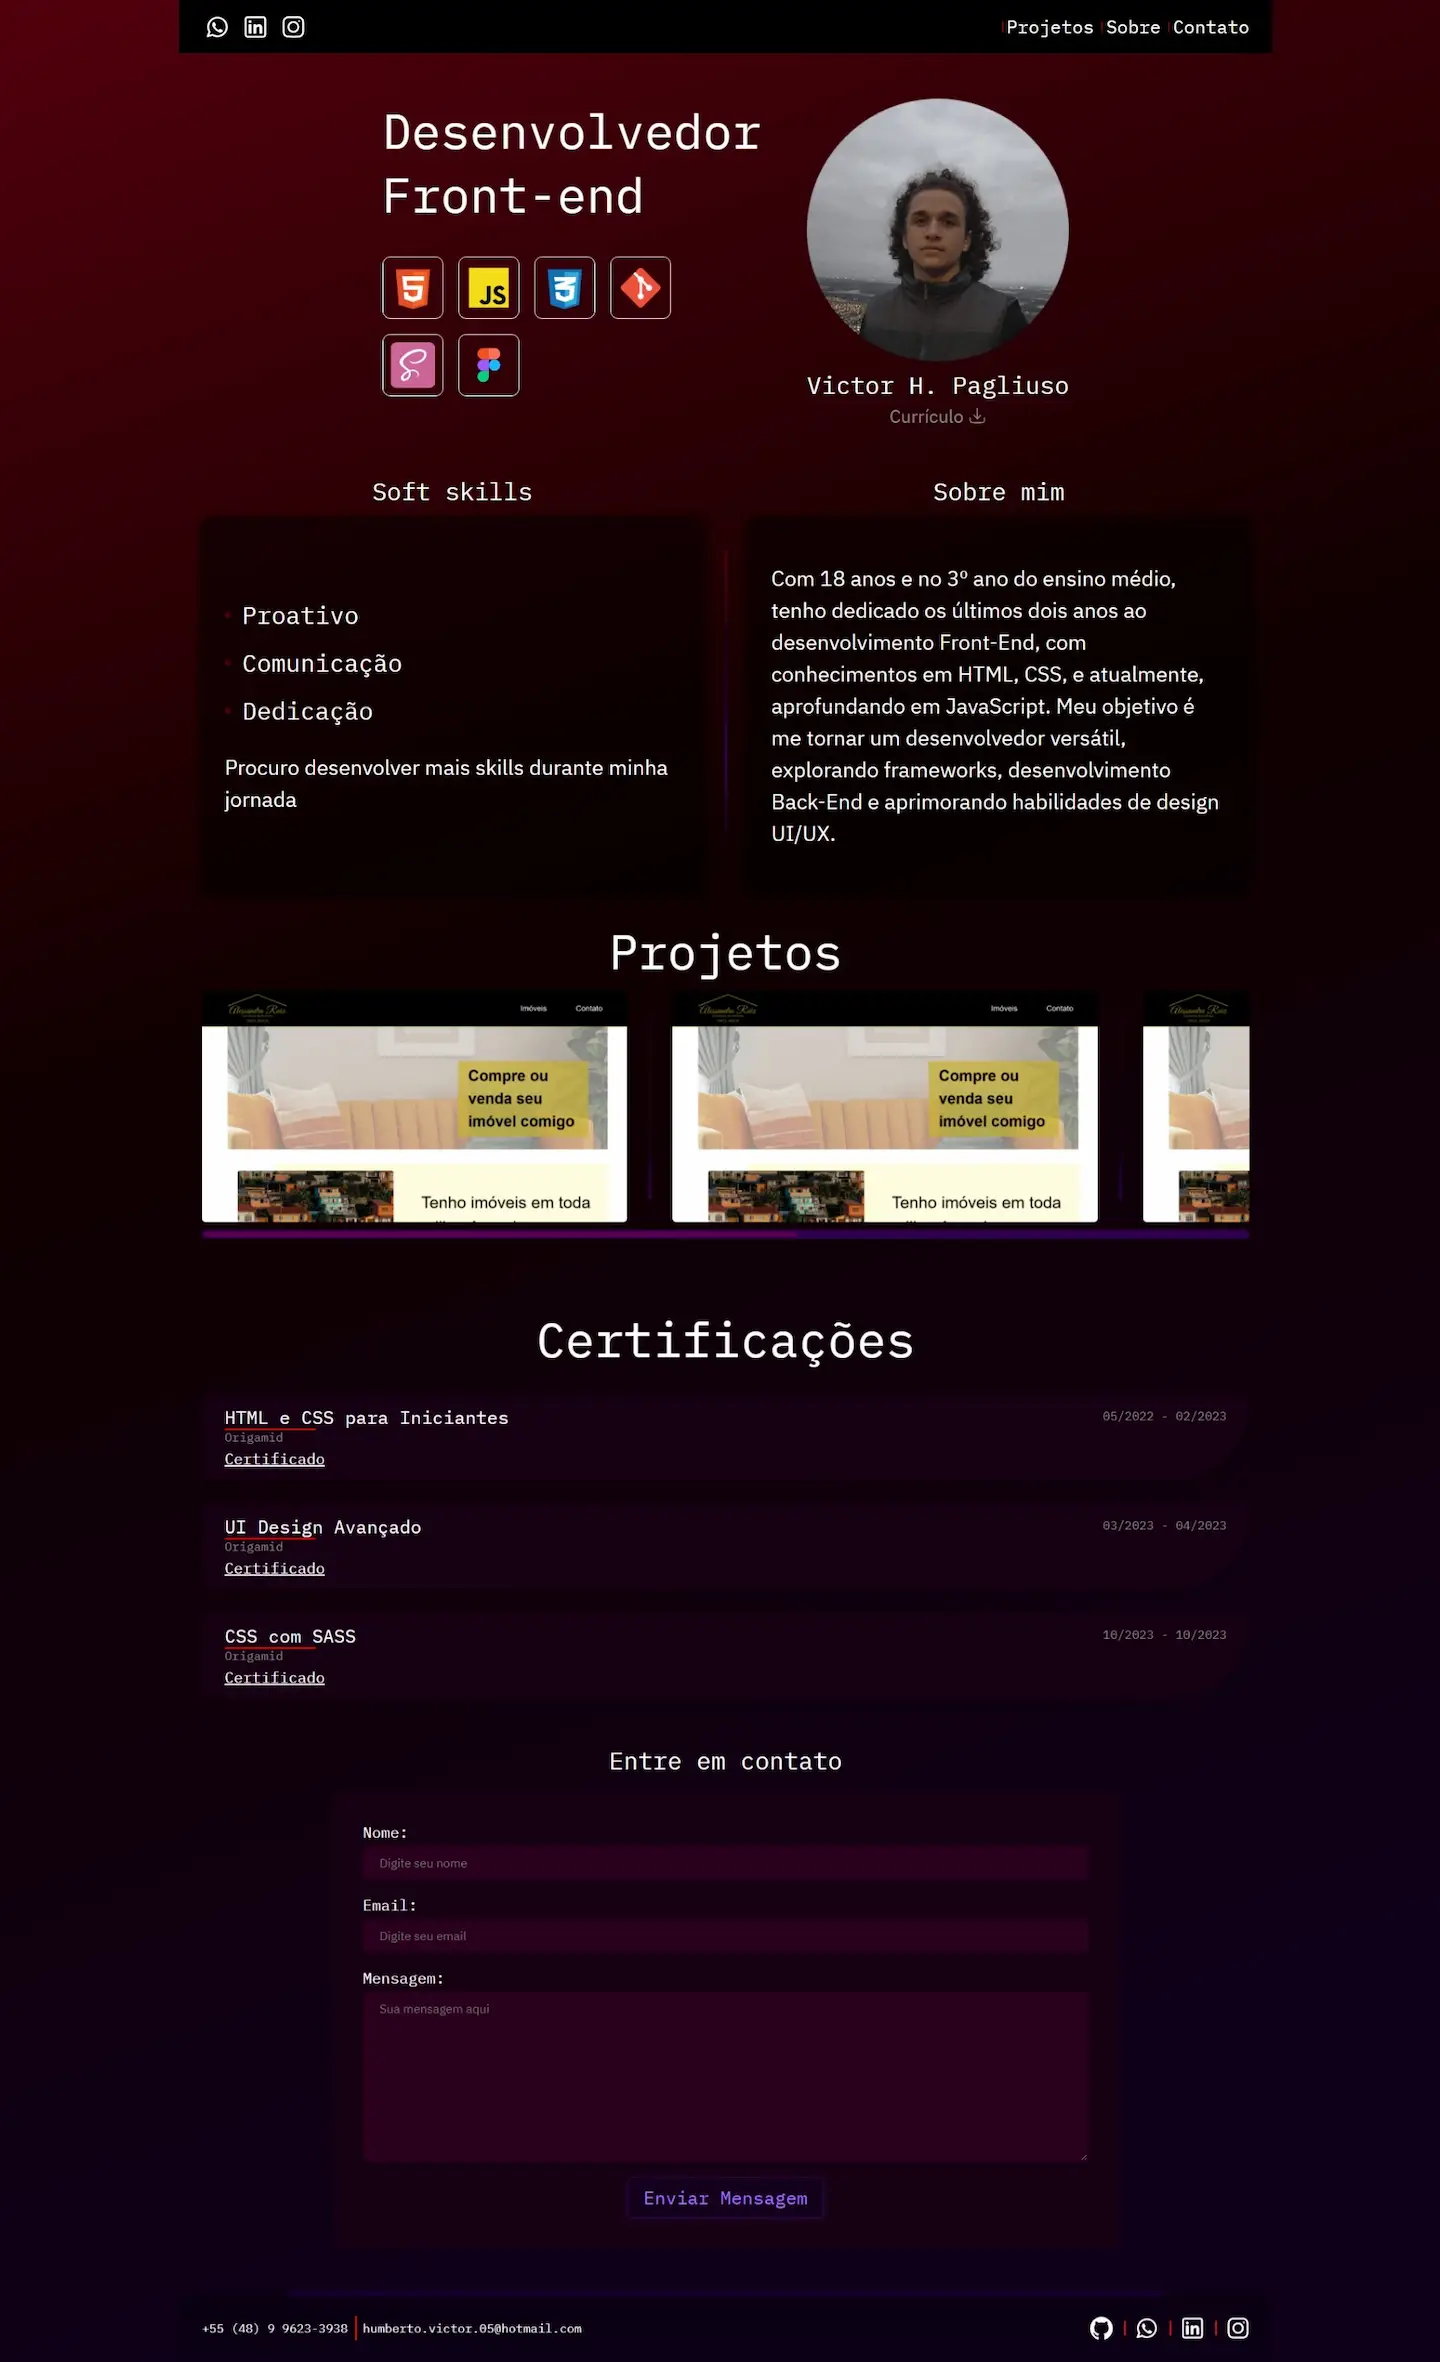 Projetos Sobre Contato
Desenvolvedor
Front-end
5 JS 3
Victor H. Pagliuso
Currículo
Soft skills
Proativo
Comunicação
Dedicação
Procuro desenvolver mais skills durante minha
jornada
Sobre mim
Com 18 anos e no 3º ano do ensino médio,
tenho dedicado os últimos dois anos ao
desenvolvimento Front-End, com
conhecimentos em HTML, CSS, e atualmente,
aprofundando em JavaScript. Meu objetivo é
me tornar um desenvolvedor versátil,
explorando frameworks, desenvolvimento
Back-End e aprimorando habilidades de design
UI/UX.
Projetos
Imóveis Contato
Compre ou
venda seu
imóvel comigo
Tenho imóveis em toda
Imóveis Contato
Compre ou
venda seu
imóvel comigo
Tenho imóveis em toda
Certificações
HTML e CSS para Iniciantes 05/2022 - 02/2023
Origamid
Certificado
UI Design Avançado 03/2023 - 04/2023
Origamid
Certificado
CSS com SASS 10/2023 - 10/2023
Origamid
Certificado
Entre em contato
Nome:
Digite seu nome
Email:
Digite seu email
Mensagem:
Sua mensagem aqui
Enviar Mensagem
+55 (48) 9 9623-3938 humberto.victor.05@hotmail.com